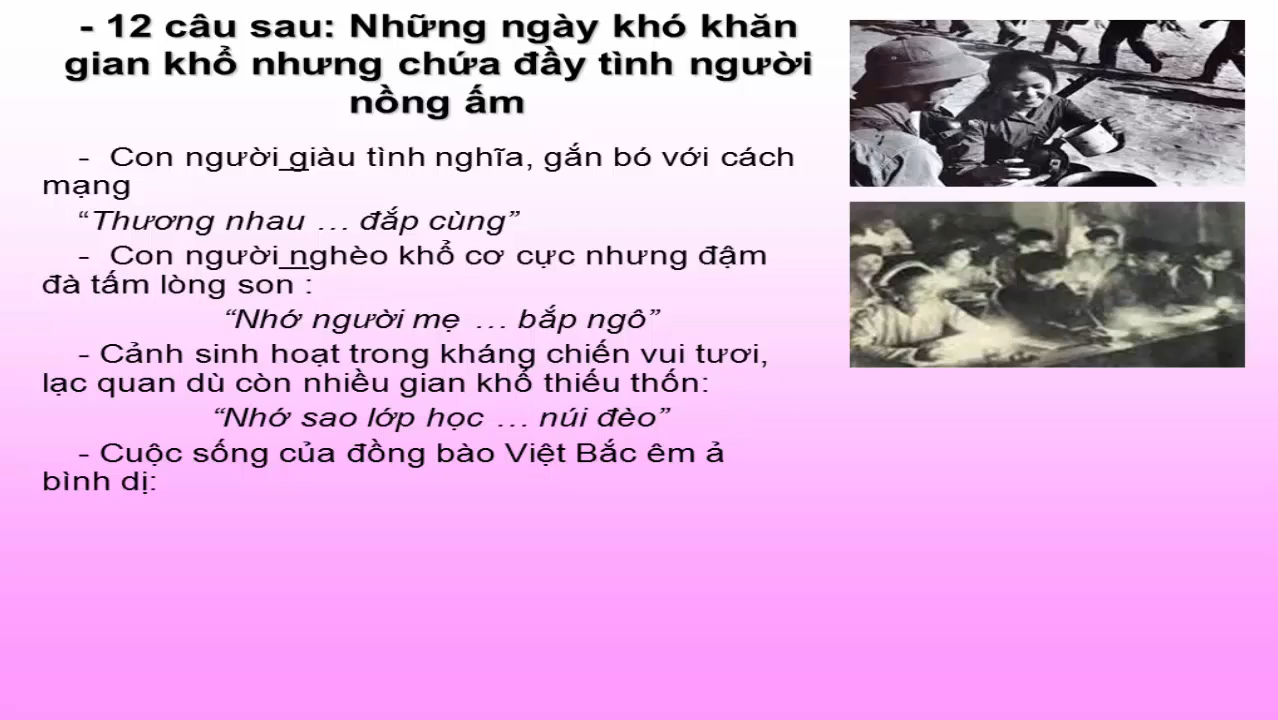 - 12 câu sau: Những ngày khó khăn
gian khổ nhưng chứa đầy tình người
nồng ấm
- Con người giàu tình nghĩa, gắn bó với cách
mạng
“Thương nhau … đắp cùng”
- Con người nghèo khổ cơ cực nhưng đậm
đà tấm lòng son :
“Nhớ người mẹ … bắp ngô”
- Cảnh sinh hoạt trong kháng chiến vui tươi,
lạc quan dù còn nhiều gian khổ thiếu thốn:
“Nhớ sao lớp học … núi đèo”
- Cuộc sống của đồng bào Việt Bắc êm ả
bình dị: